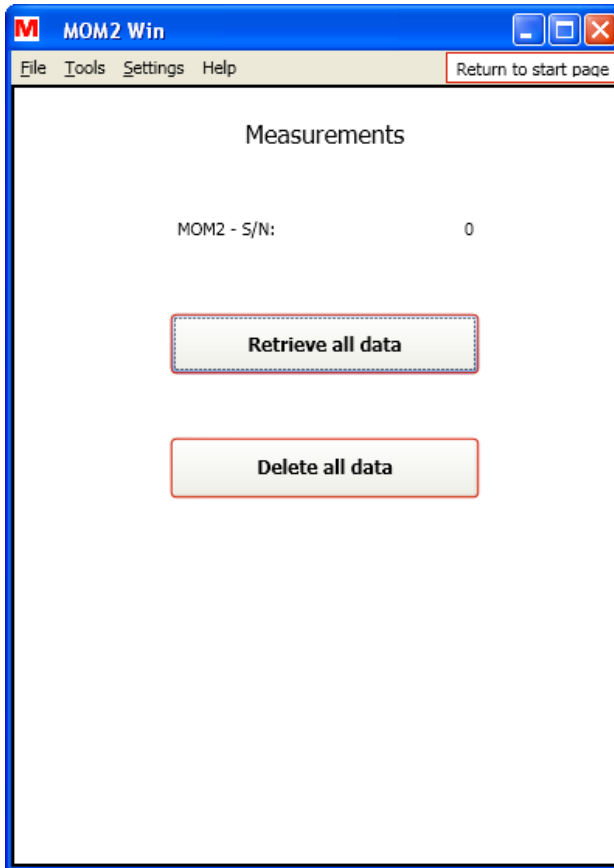 M MOM2 Win
File Tools Settings Help Return to start page
Measurements
MOM2 - S/N: 0
Retrieve all data
Delete all data